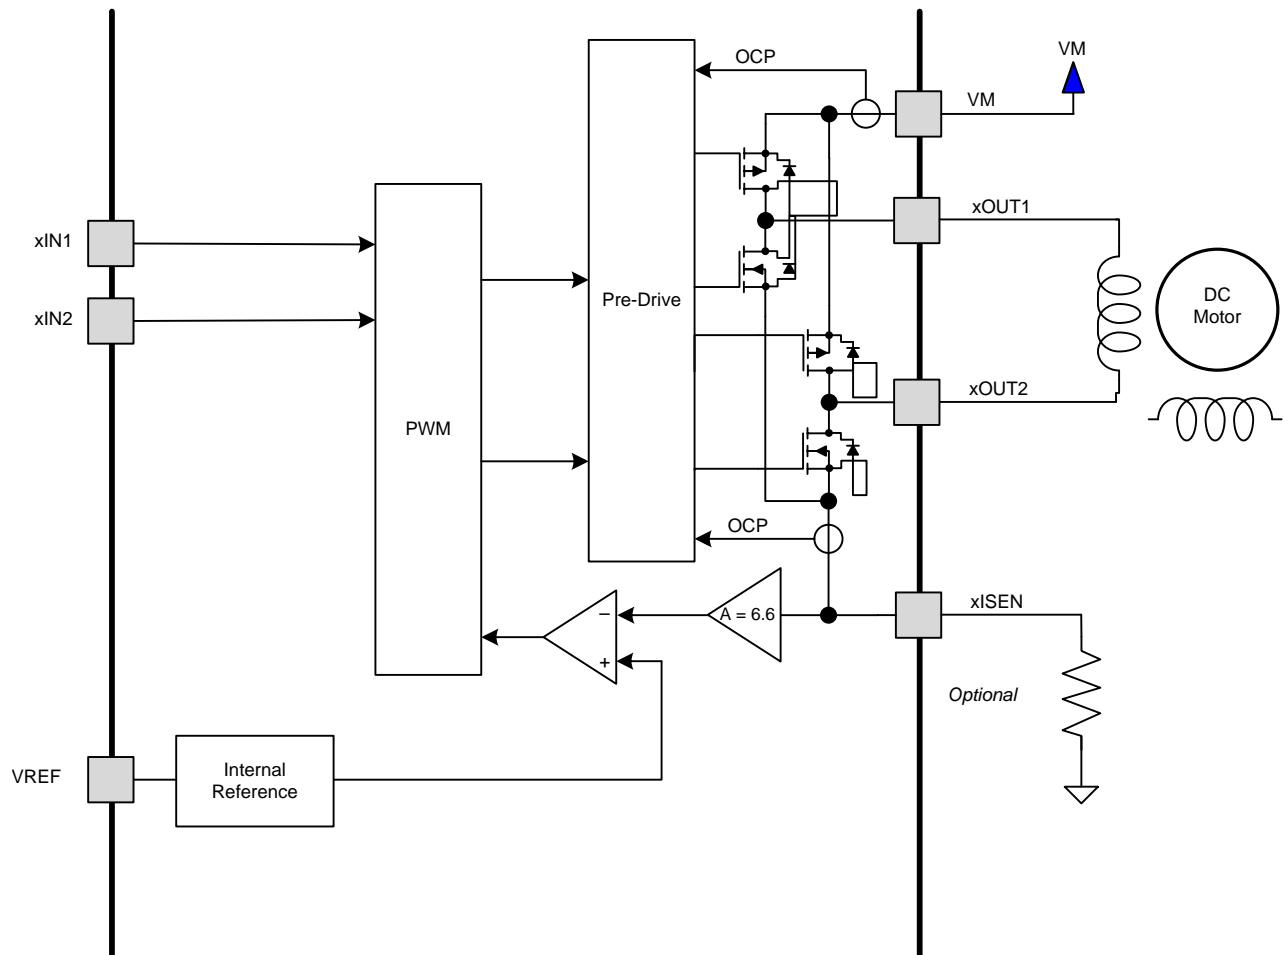 VM
OCP
VM
xOUT1
xIN1
xIN2
Pre-Drive
DC
Motor
xOUT2
PWM
OCP
xISEN
A = 6.6
−
+
Optional
VREF
Internal
Reference